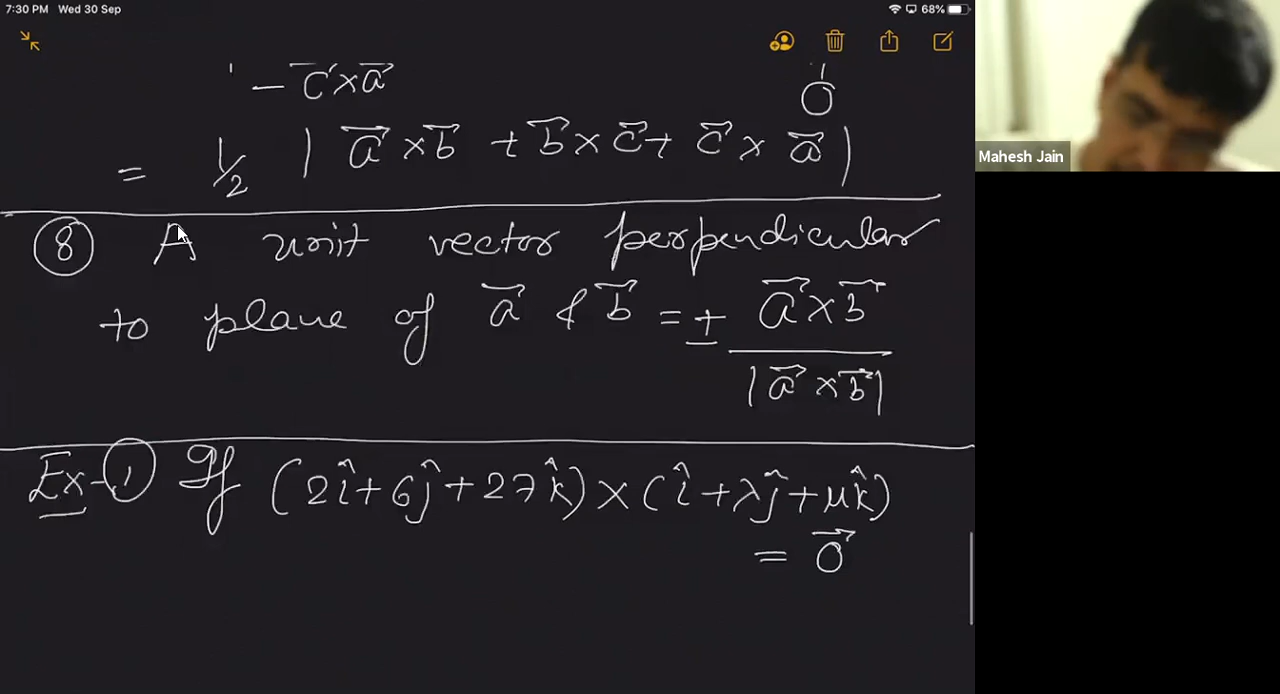 7:30 PM Wed 30 Sep
68%
− c⃗ × a⃗
0
= 1/2 | a⃗ × b⃗ + b⃗ × c⃗ + c⃗ × a⃗ |
Mahesh Jain
⑧ A unit vector perpendicular
to plane of a⃗ & b⃗ = ± a⃗ × b⃗
| a⃗ × b⃗ |
Ex-① If (2î + 6ĵ + 27k̂) × (î + λĵ + μk̂)
= 0⃗